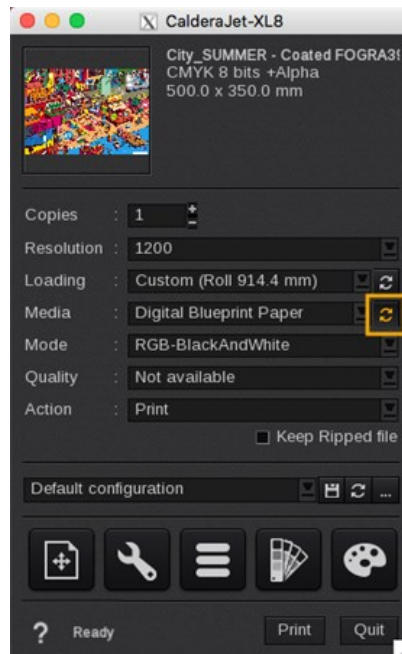 CalderaJet-XL8
City_SUMMER - Coated FOGRA39
CMYK 8 bits +Alpha
500.0 x 350.0 mm
Copies : 1
Resolution : 1200
Loading : Custom (Roll 914.4 mm)
Media : Digital Blueprint Paper
Mode : RGB-BlackAndWhite
Quality : Not available
Action : Print
Keep Ripped file
Default configuration ...
? Ready Print Quit